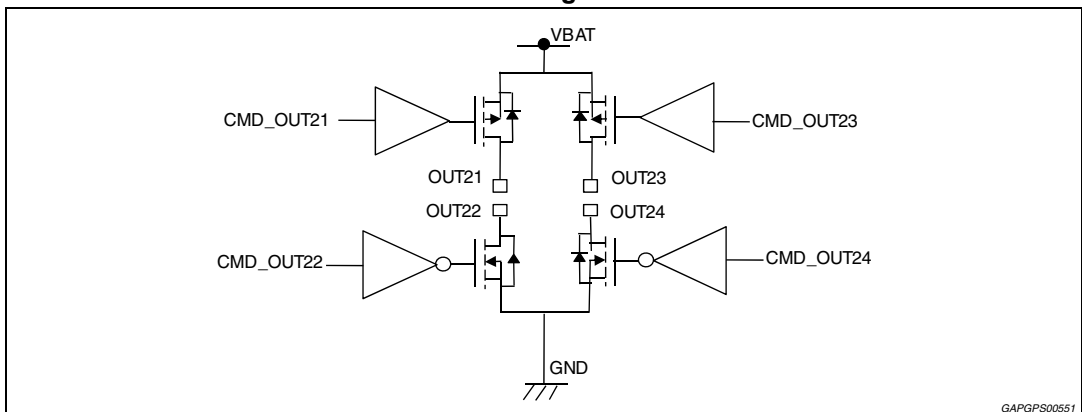 VBAT
CMD_OUT21
CMD_OUT23
OUT21
OUT23
OUT22
OUT24
CMD_OUT22
CMD_OUT24
GND
GAPGPS00551